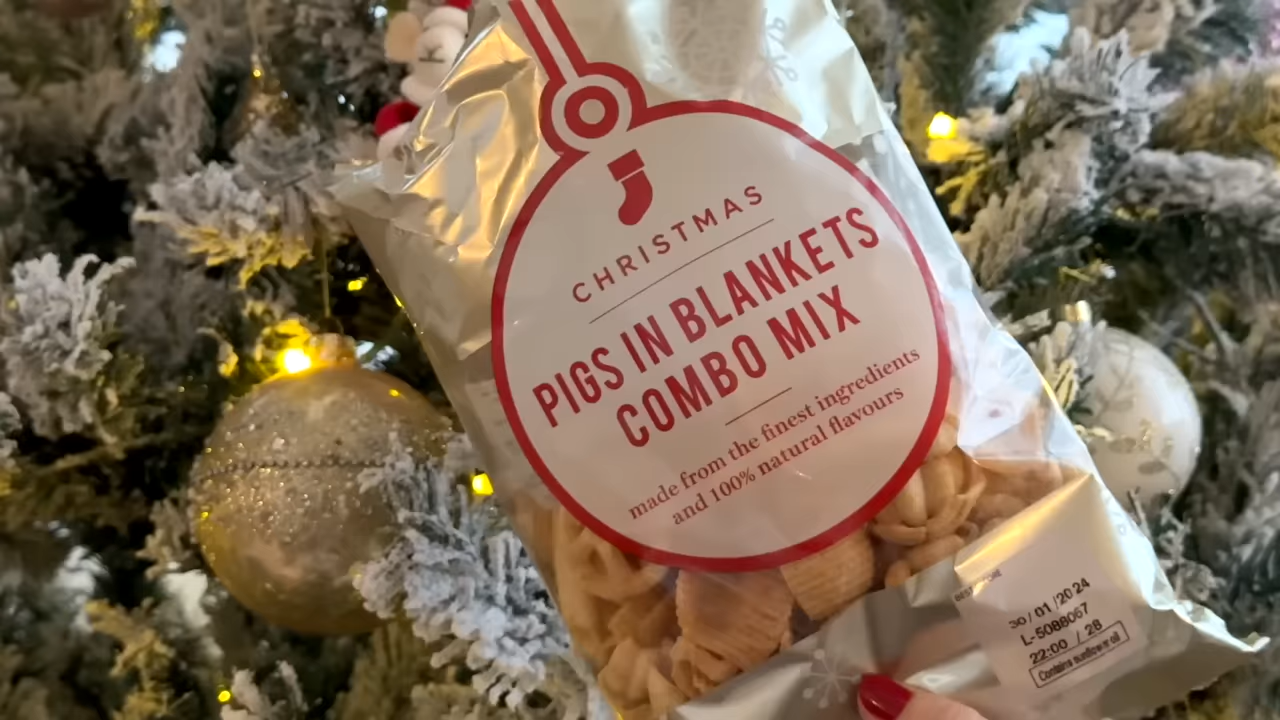 CHRISTMAS
PIGS IN BLANKETS
COMBO MIX
made from the finest ingredients
and 100% natural flavours
30/01/2024
L-5088067
22:00 / 28
Contains sunflower oil